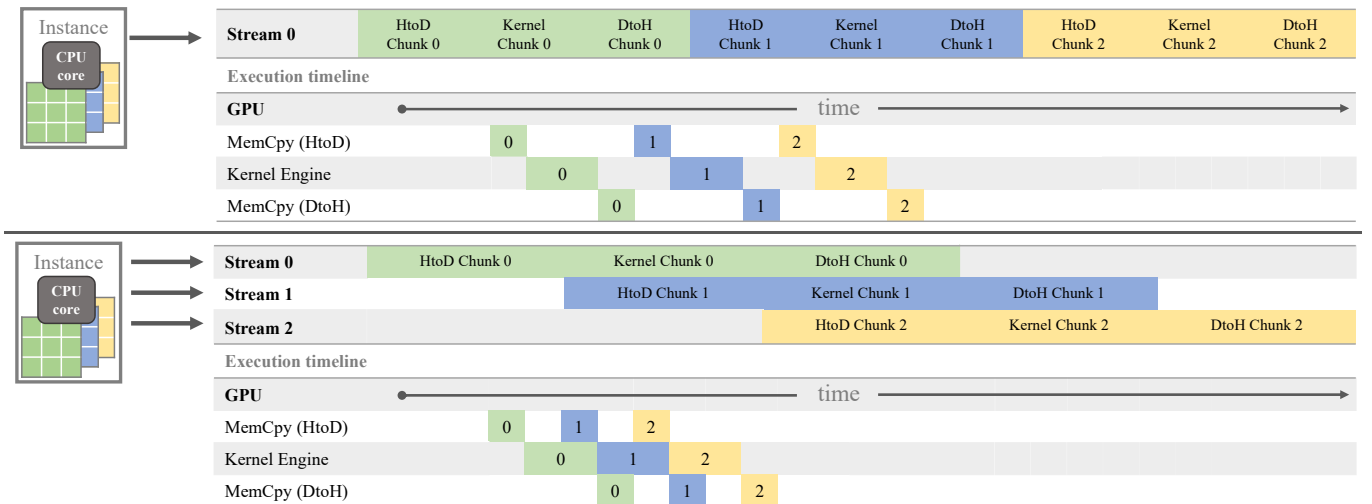 Instance
CPU
core
Stream 0
HtoD Chunk 0
Kernel Chunk 0
DtoH Chunk 0
HtoD Chunk 1
Kernel Chunk 1
DtoH Chunk 1
HtoD Chunk 2
Kernel Chunk 2
DtoH Chunk 2
Execution timeline
GPU time
MemCpy (HtoD) 0 1 2
Kernel Engine 0 1 2
MemCpy (DtoH) 0 1 2
Instance
CPU
core
Stream 0 HtoD Chunk 0 Kernel Chunk 0 DtoH Chunk 0
Stream 1 HtoD Chunk 1 Kernel Chunk 1 DtoH Chunk 1
Stream 2 HtoD Chunk 2 Kernel Chunk 2 DtoH Chunk 2
Execution timeline
GPU time
MemCpy (HtoD) 0 1 2
Kernel Engine 0 1 2
MemCpy (DtoH) 0 1 2